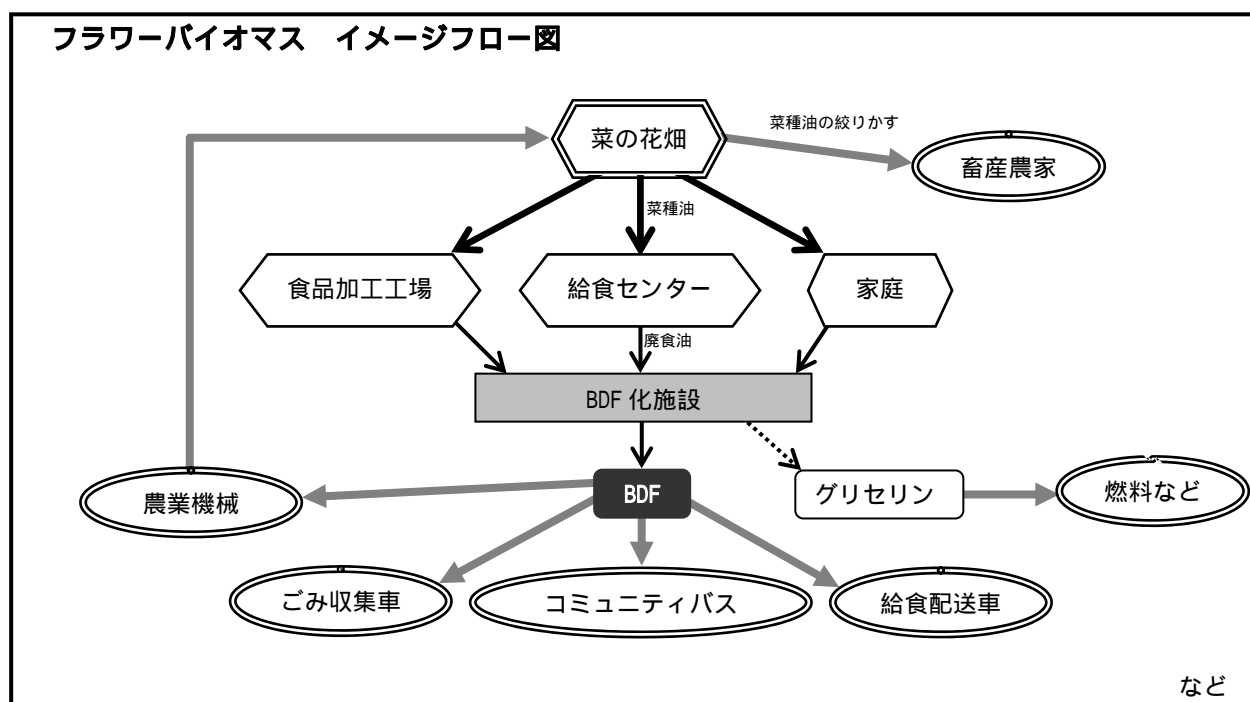 フラワーバイオマス　イメージフロー図
菜の花畑
菜種油の絞りかす
畜産農家
菜種油
食品加工工場
給食センター
家庭
廃食油
BDF 化施設
農業機械
BDF
グリセリン
燃料など
ごみ収集車
コミュニティバス
給食配送車
など